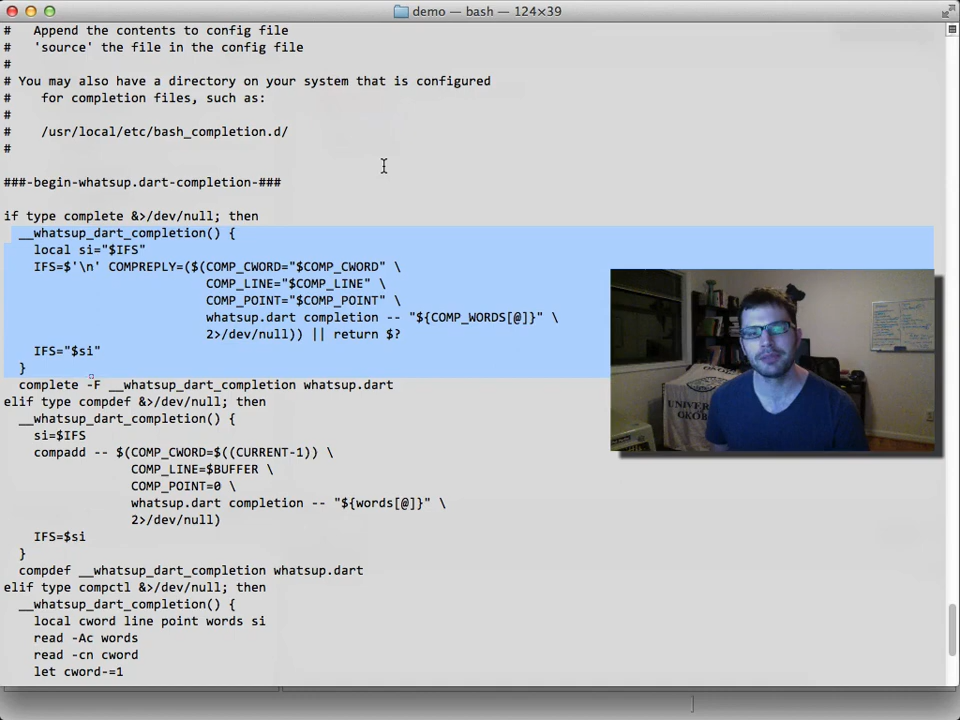 demo — bash — 124×39
#   Append the contents to config file
#   'source' the file in the config file
#
# You may also have a directory on your system that is configured
#    for completion files, such as:
#
#    /usr/local/etc/bash_completion.d/
#
###-begin-whatsup.dart-completion-###
if type complete &>/dev/null; then
  __whatsup_dart_completion() {
    local si="$IFS"
    IFS=$'\n' COMPREPLY=($(COMP_CWORD="$COMP_CWORD" \
                           COMP_LINE="$COMP_LINE" \
                           COMP_POINT="$COMP_POINT" \
                           whatsup.dart completion -- "${COMP_WORDS[@]}" \
                           2>/dev/null)) || return $?
    IFS="$si"
  }
  complete -F __whatsup_dart_completion whatsup.dart
elif type compdef &>/dev/null; then
  __whatsup_dart_completion() {
    si=$IFS
    compadd -- $(COMP_CWORD=$((CURRENT-1)) \
                 COMP_LINE=$BUFFER \
                 COMP_POINT=0 \
                 whatsup.dart completion -- "${words[@]}" \
                 2>/dev/null)
    IFS=$si
  }
  compdef __whatsup_dart_completion whatsup.dart
elif type compctl &>/dev/null; then
  __whatsup_dart_completion() {
    local cword line point words si
    read -Ac words
    read -cn cword
    let cword-=1